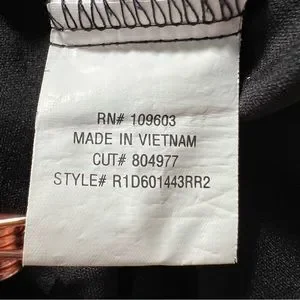 RN# 109603
MADE IN VIETNAM
CUT# 804977
STYLE# R1D601443RR2